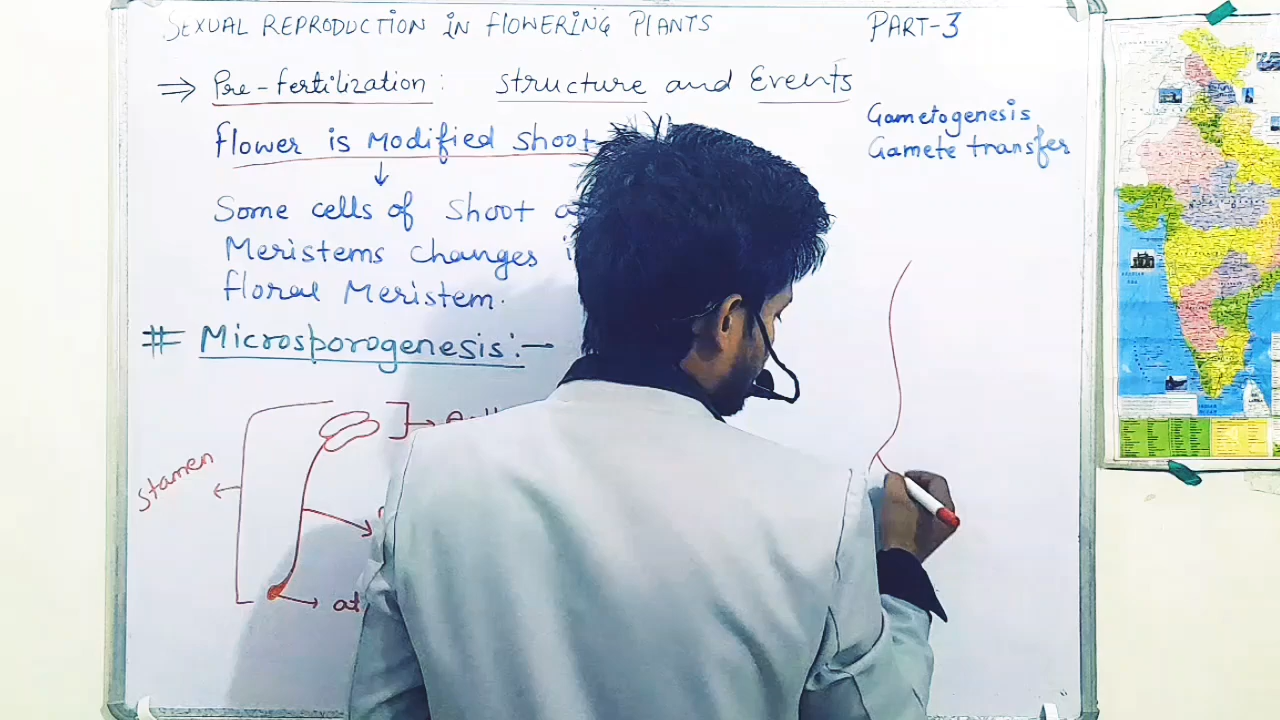 SEXUAL REPRODUCTION IN FLOWERING PLANTS
PART-3
⇒ Pre-fertilization: Structure and Events
Gametogenesis
Gamete transfer
flower is Modified Shoot
↓
Some cells of Shoot
Meristems changes
floral Meristem.
# Microsporogenesis:-
Stamen